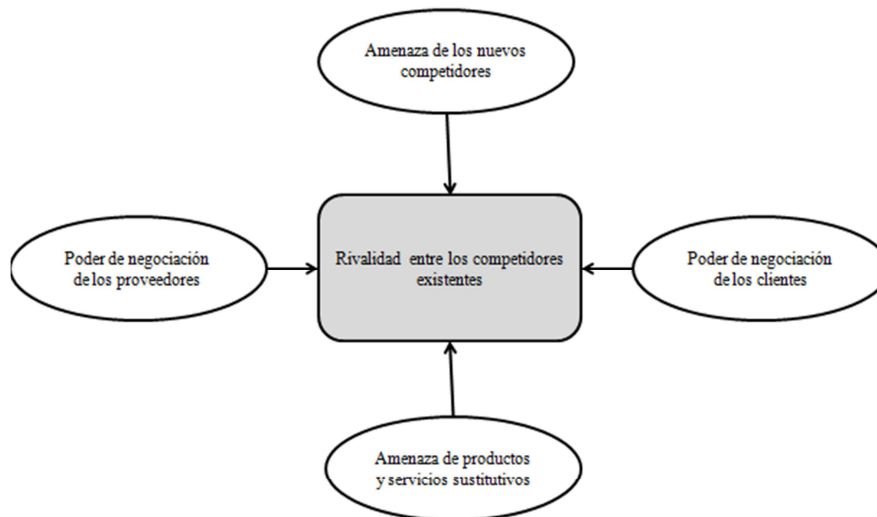 Amenaza de los nuevos
competidores
Poder de negociación
de los proveedores
Rivalidad entre los competidores
existentes
Poder de negociación
de los clientes
Amenaza de productos
y servicios sustitutivos